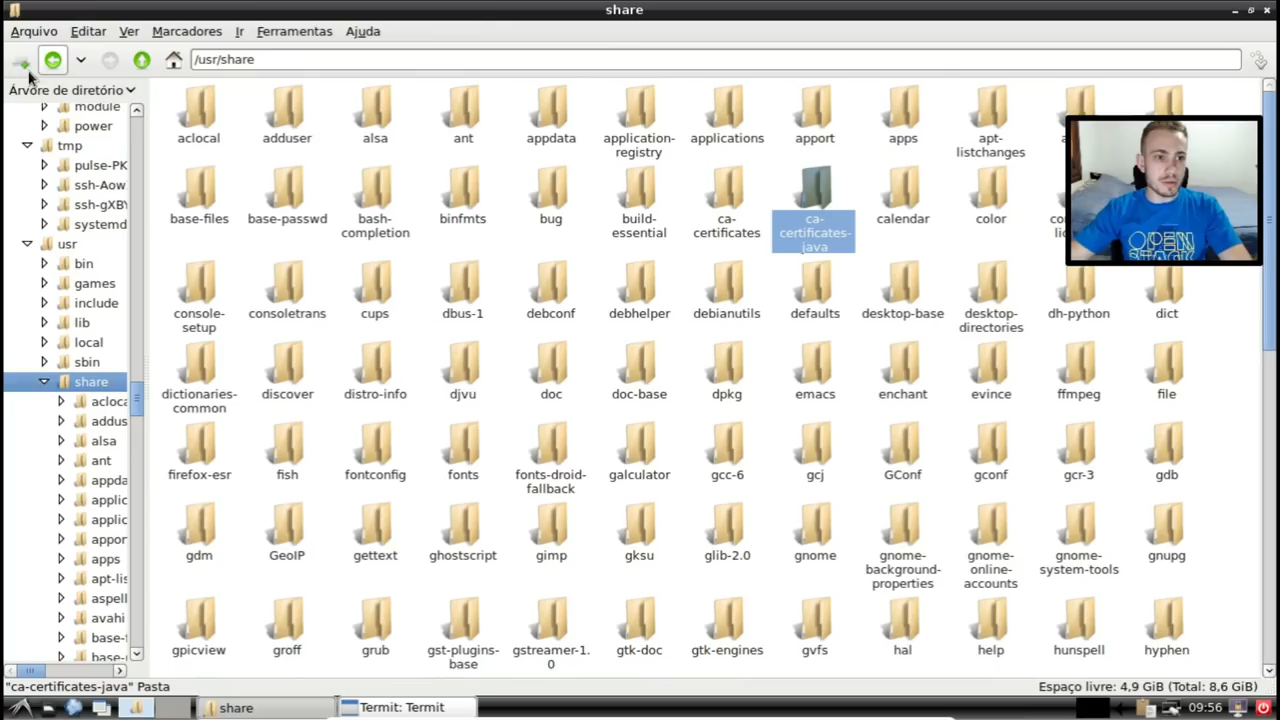 share
Arquivo Editar Ver Marcadores Ir Ferramentas Ajuda
/usr/share
Árvore de diretório
module
power
tmp
pulse-PK
ssh-Aow
ssh-gXB
systemd
usr
bin
games
include
lib
local
sbin
share
acloca
addus
alsa
ant
appda
applic
applic
appor
apps
apt-lis
aspell
avahi
base-f
base-
aclocal adduser alsa ant appdata application-registry applications apport apps apt-listchanges
base-files base-passwd bash-completion binfmts bug build-essential ca-certificates ca-certificates-java calendar color
console-setup consoletrans cups dbus-1 debconf debhelper debianutils defaults desktop-base desktop-directories dh-python dict
dictionaries-common discover distro-info djvu doc doc-base dpkg emacs enchant evince ffmpeg file
firefox-esr fish fontconfig fonts fonts-droid-fallback galculator gcc-6 gcj GConf gconf gcr-3 gdb
gdm GeoIP gettext ghostscript gimp gksu glib-2.0 gnome gnome-background-properties gnome-online-accounts gnome-system-tools gnupg
gpicview groff grub gst-plugins-base gstreamer-1.0 gtk-doc gtk-engines gvfs hal help hunspell hyphen
OPEN
STACK
"ca-certificates-java" Pasta
Espaço livre: 4,9 GiB (Total: 8,6 GiB)
share
Termit: Termit
09:56